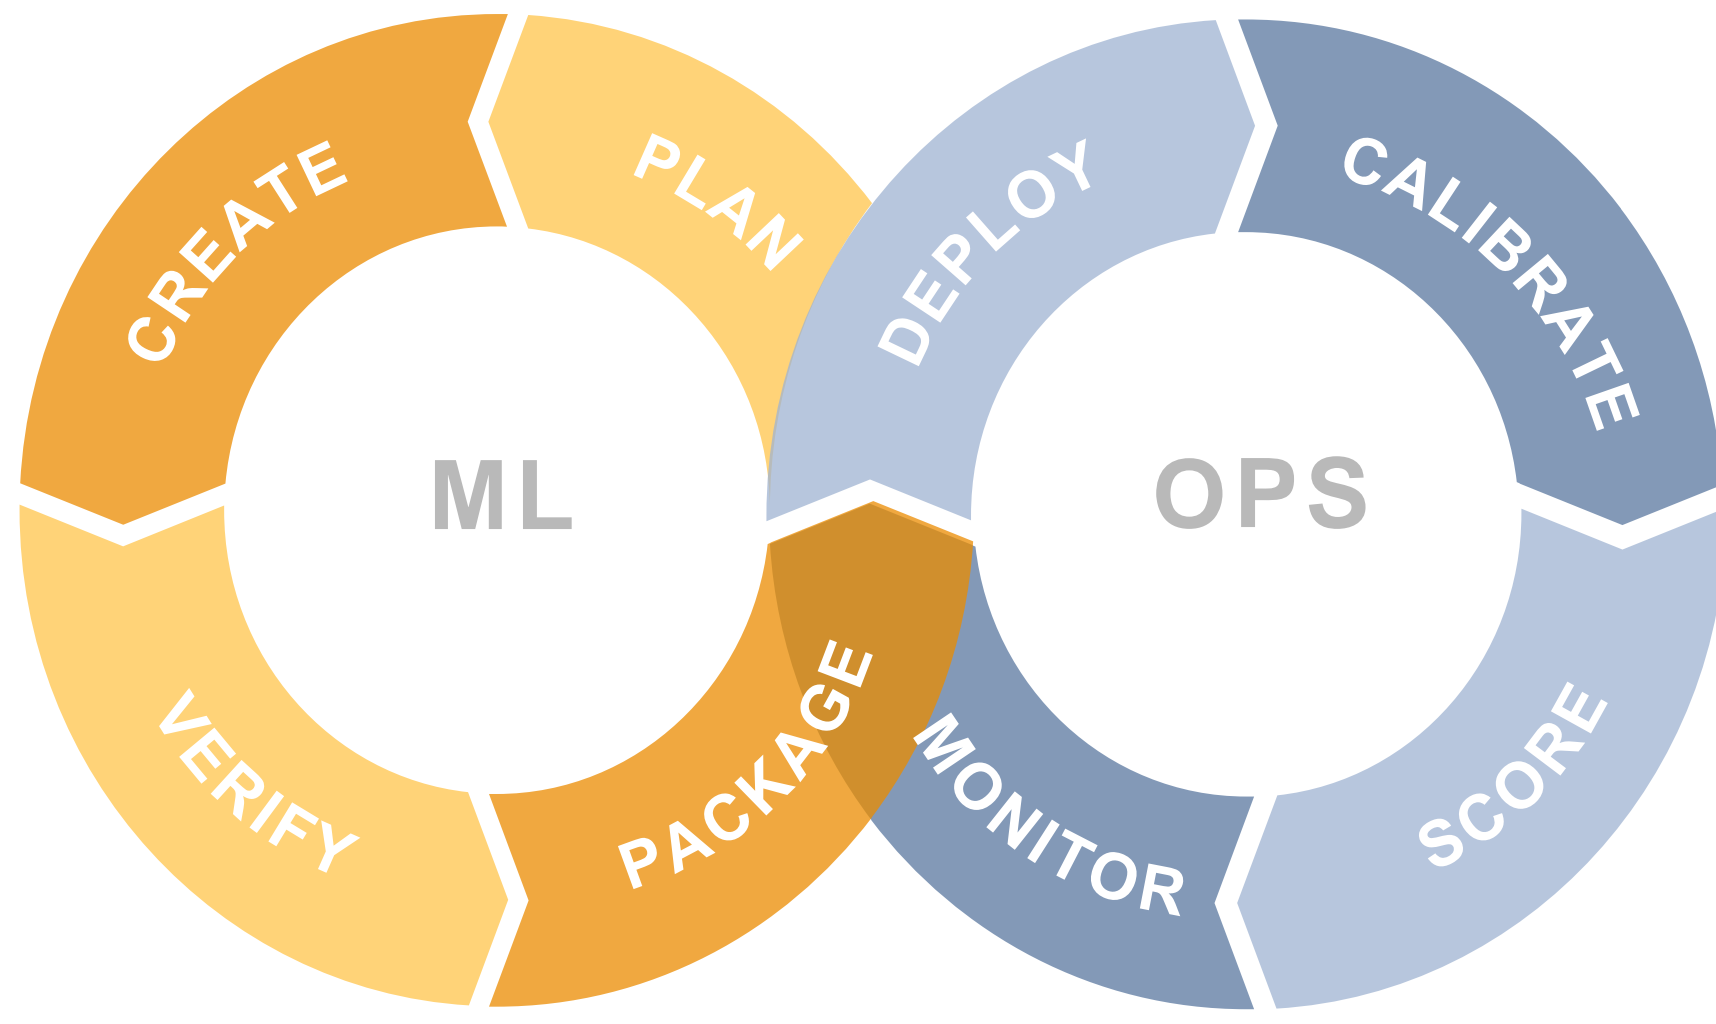 CREATE
PLAN
DEPLOY
CALIBRATE
ML
OPS
VERIFY
PACKAGE
MONITOR
SCORE